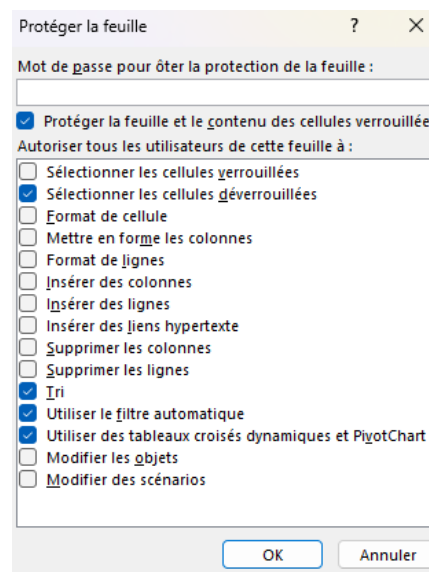 Protéger la feuille ? ×
Mot de passe pour ôter la protection de la feuille :
Protéger la feuille et le contenu des cellules verrouillée
Autoriser tous les utilisateurs de cette feuille à :
Sélectionner les cellules verrouillées
Sélectionner les cellules déverrouillées
Format de cellule
Mettre en forme les colonnes
Format de lignes
Insérer des colonnes
Insérer des lignes
Insérer des liens hypertexte
Supprimer les colonnes
Supprimer les lignes
Tri
Utiliser le filtre automatique
Utiliser des tableaux croisés dynamiques et PivotChart
Modifier les objets
Modifier des scénarios
OK Annuler